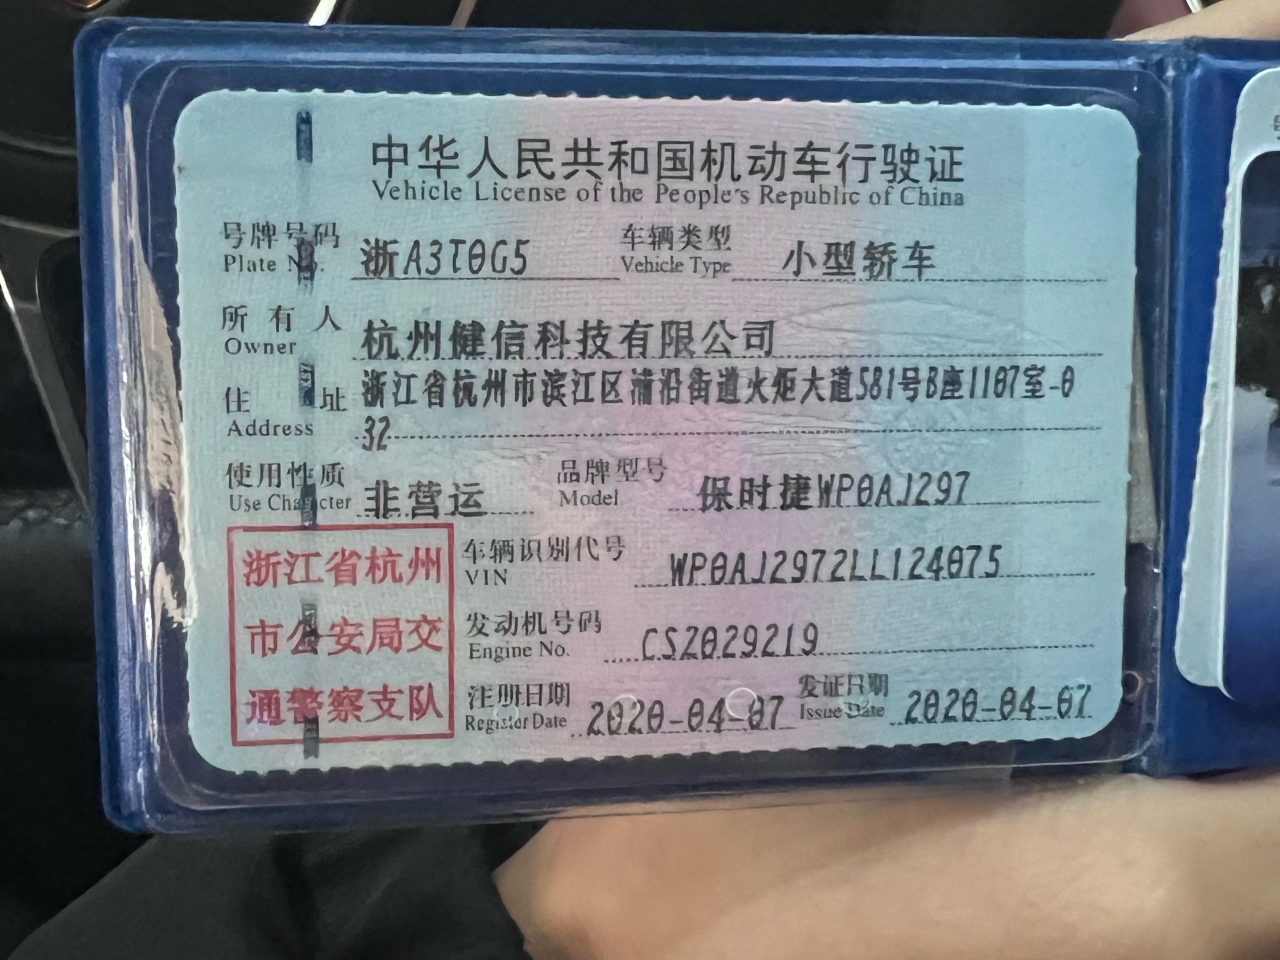 中华人民共和国机动车行驶证
Vehicle License of the People's Republic of China
号牌号码 浙A3T0G5 车辆类型 小型轿车
Plate No. Vehicle Type
所有人 杭州健信科技有限公司
Owner
住址 浙江省杭州市滨江区浦沿街道火炬大道581号B座1107室-0
Address 32
使用性质 非营运 品牌型号 保时捷WP0AJ297
Use Character Model
浙江省杭州
市公安局交
通警察支队
车辆识别代号 WP0AJ2972LL124075
VIN
发动机号码 CSZ029219
Engine No.
注册日期 2020-04-07 发证日期 2020-04-07
Register Date Issue Date